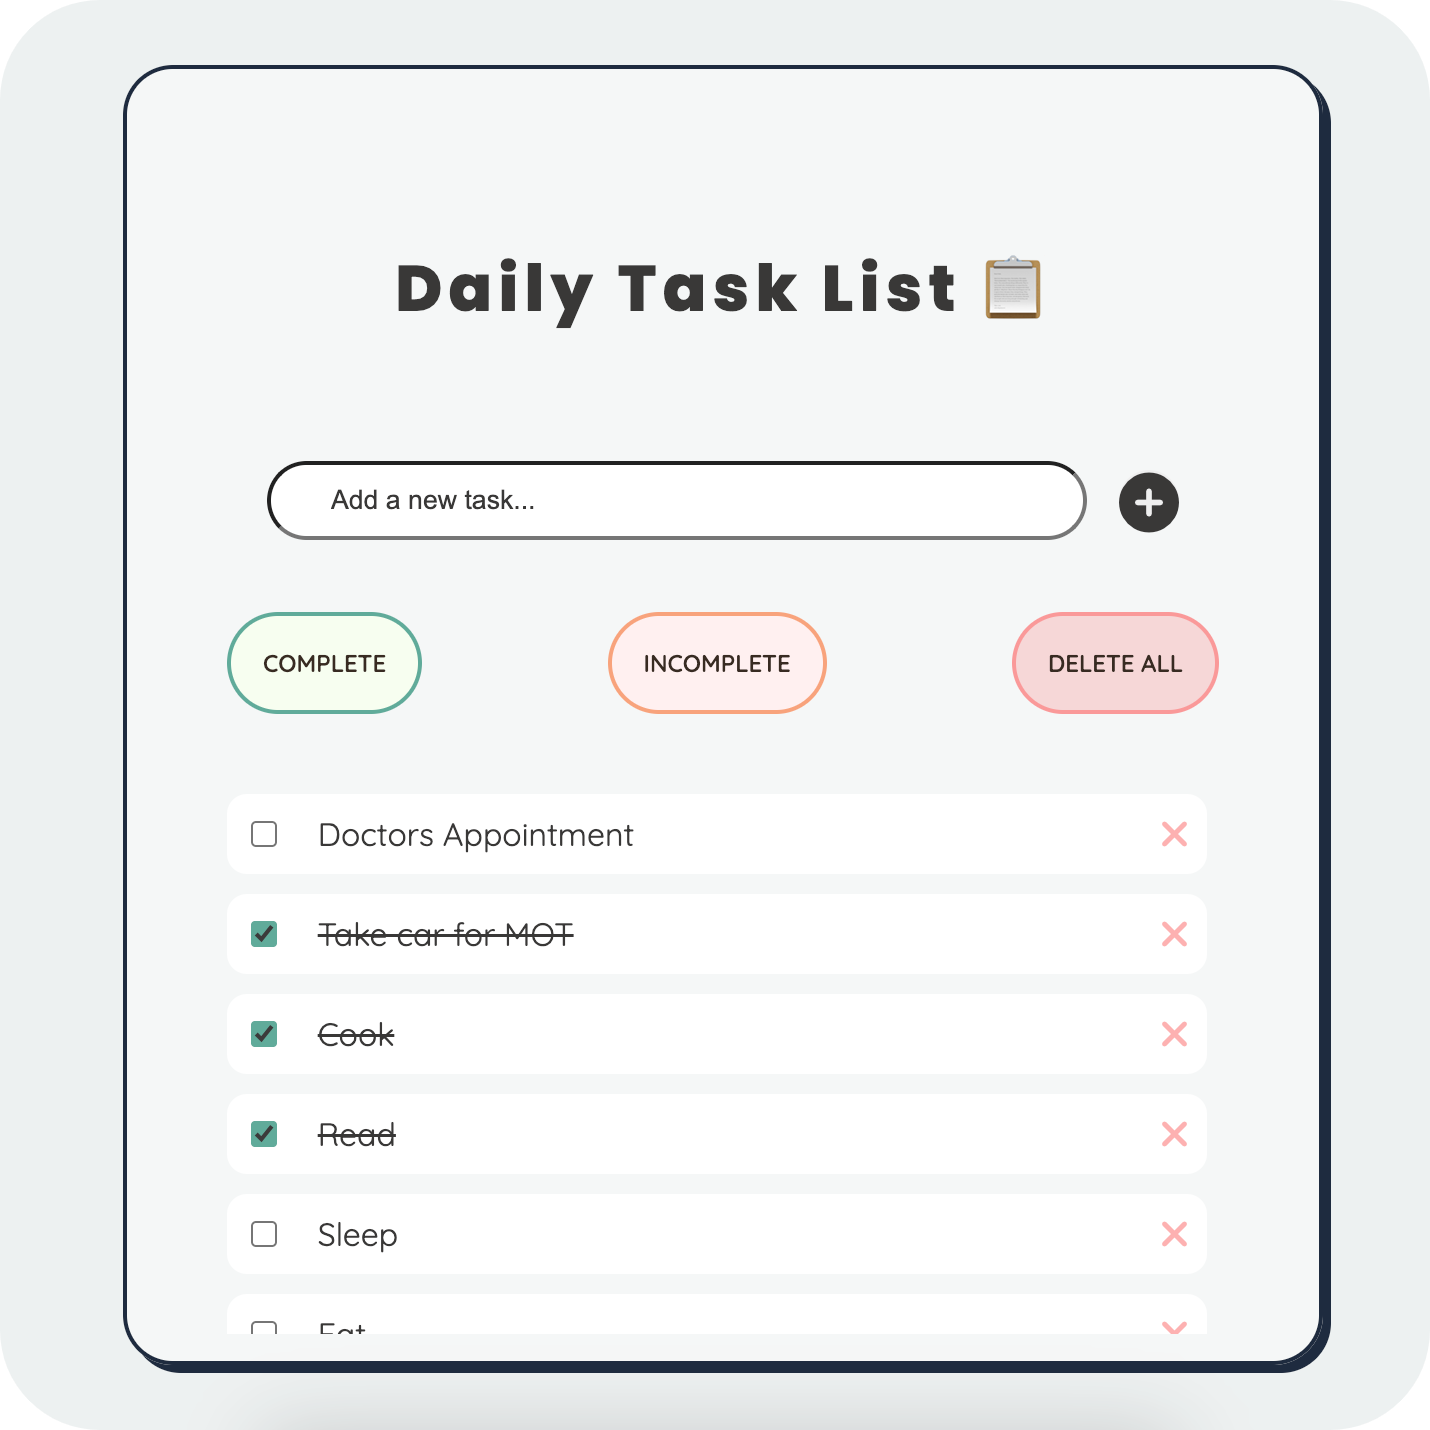 Daily Task List
Add a new task...
COMPLETE
INCOMPLETE
DELETE ALL
Doctors Appointment
Take car for MOT
Cook
Read
Sleep
Eat